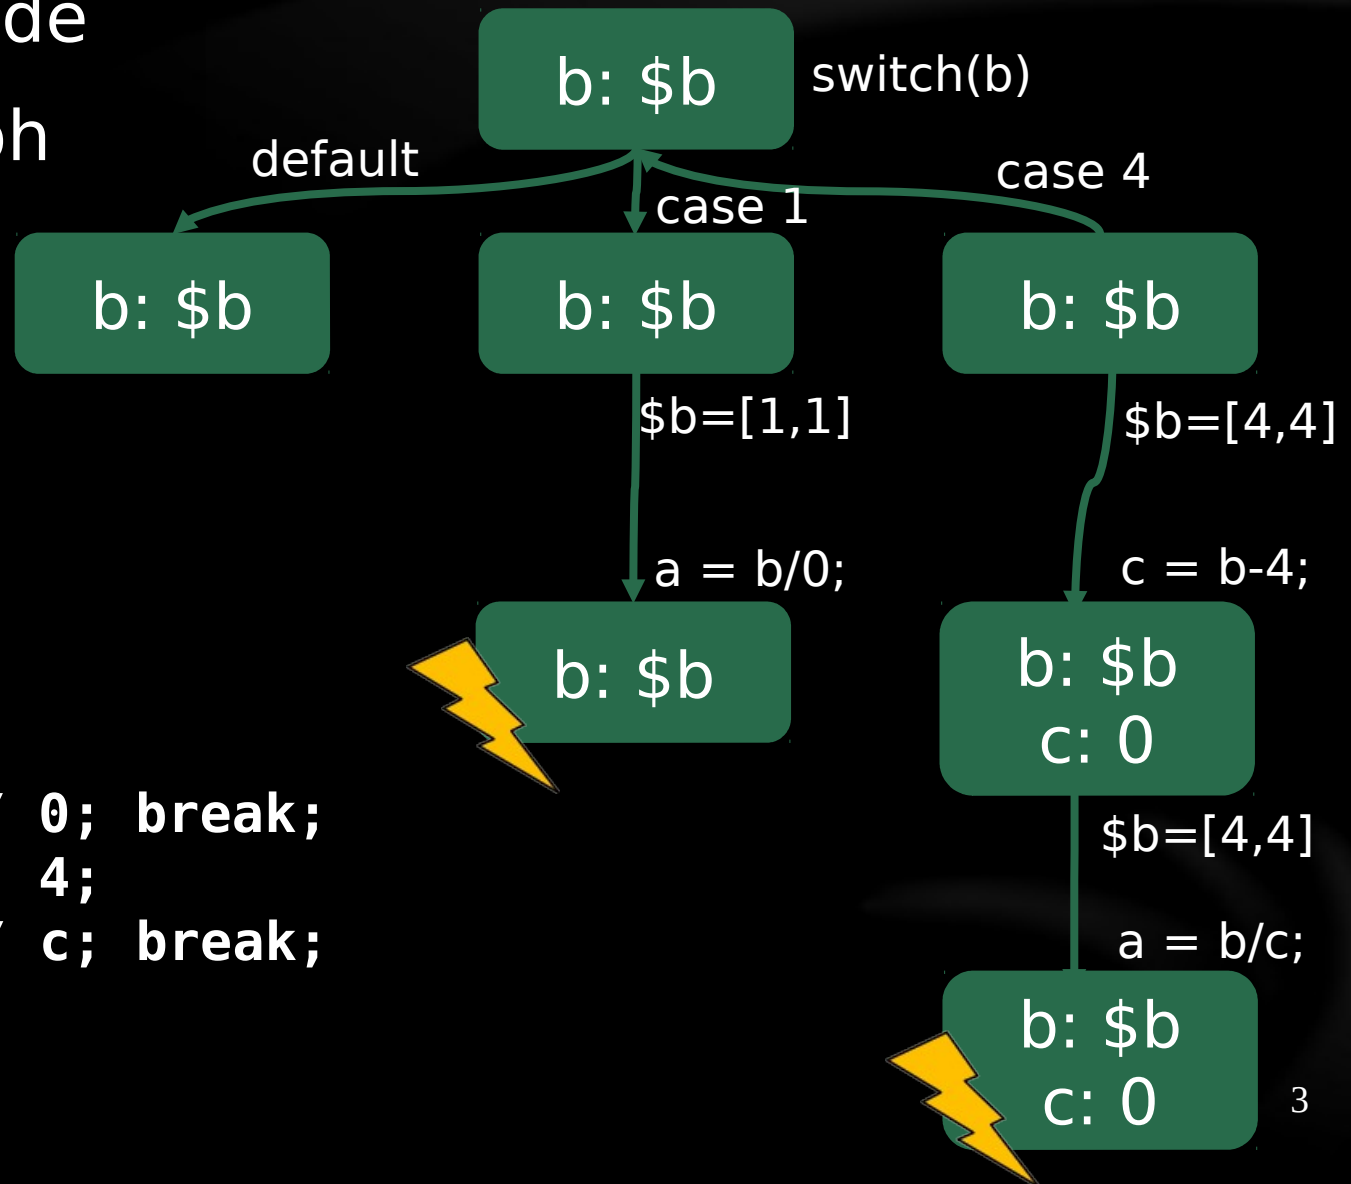 de
b: $b
switch(b)
default
case 1
case 4
b: $b
b: $b
b: $b
$b=[1,1]
$b=[4,4]
a = b/0;
c = b-4;
b: $b
b: $b
c: 0
0; break;
4;
c; break;
$b=[4,4]
a = b/c;
b: $b
c: 0
3